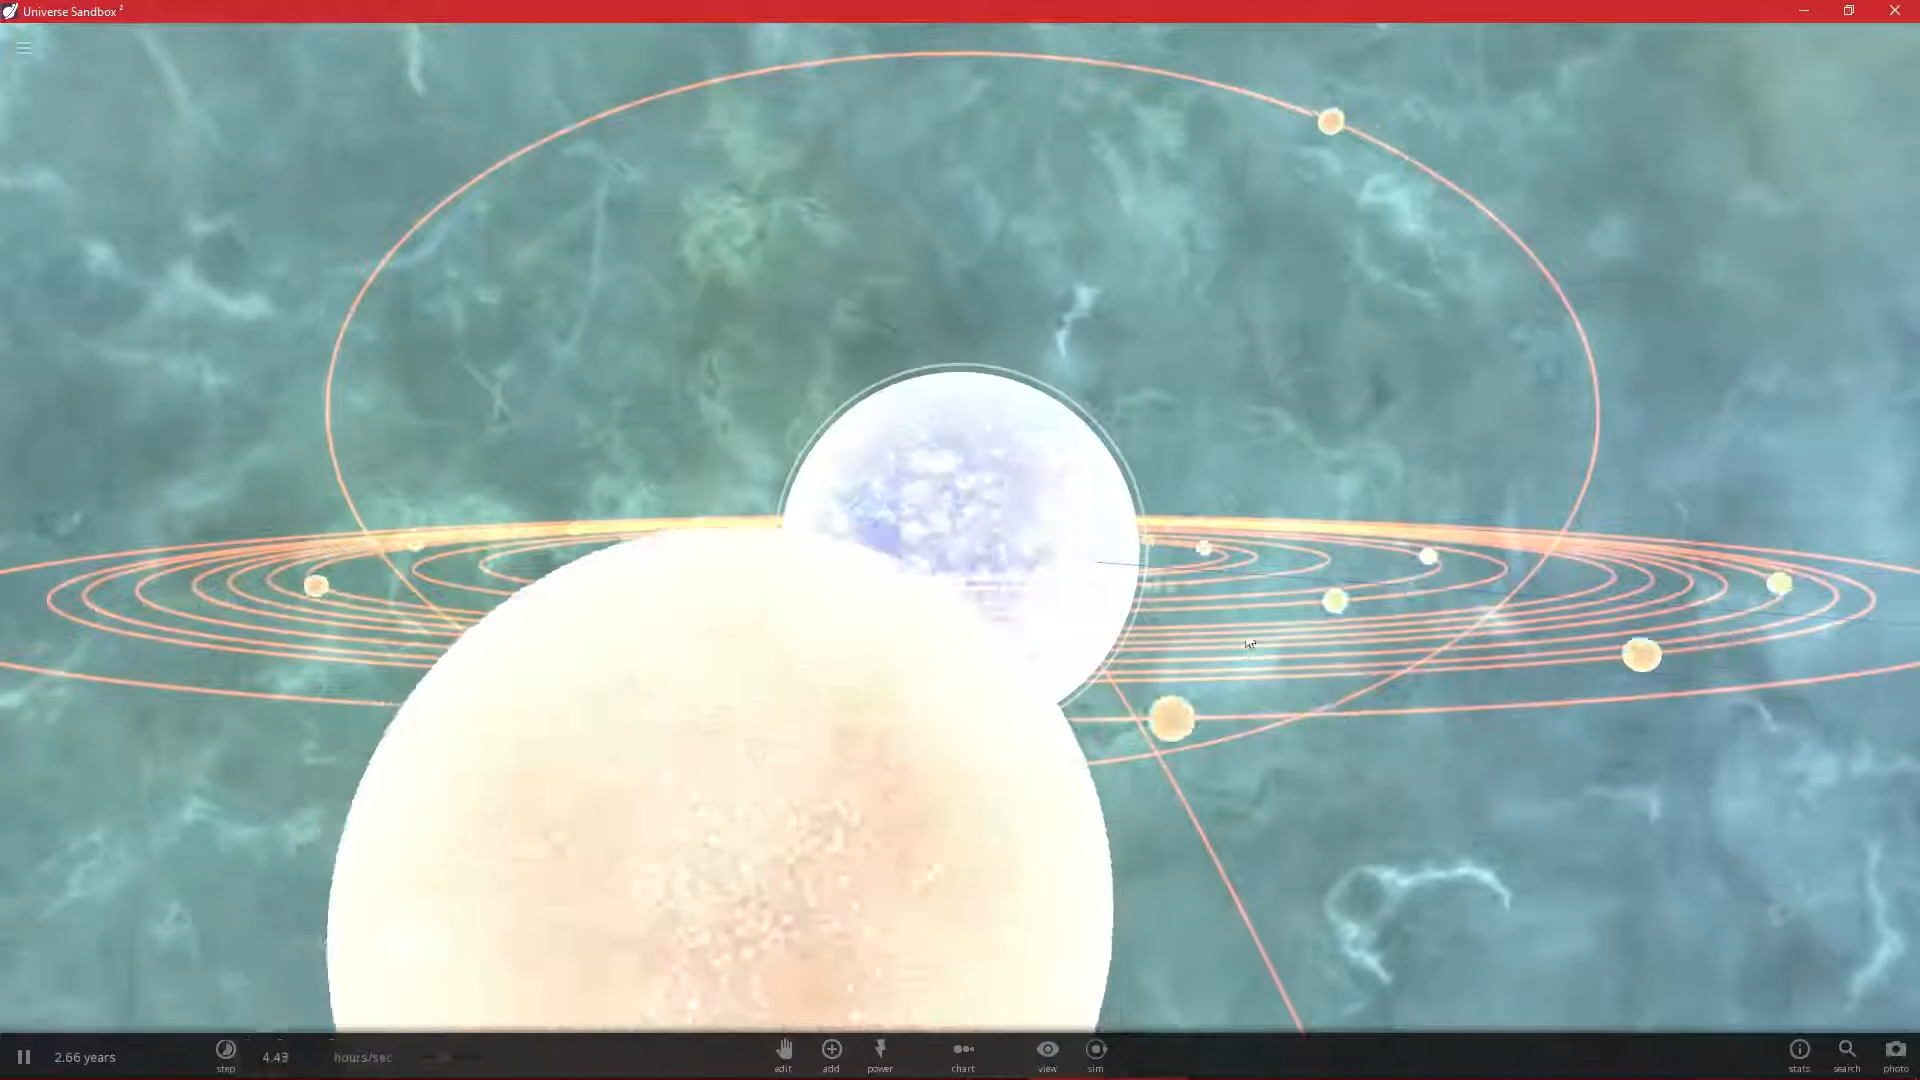 Universe Sandbox ²
2.66 years
step
4.43
hours/sec
edit
add
power
chart
view
sim
stats
search
photo